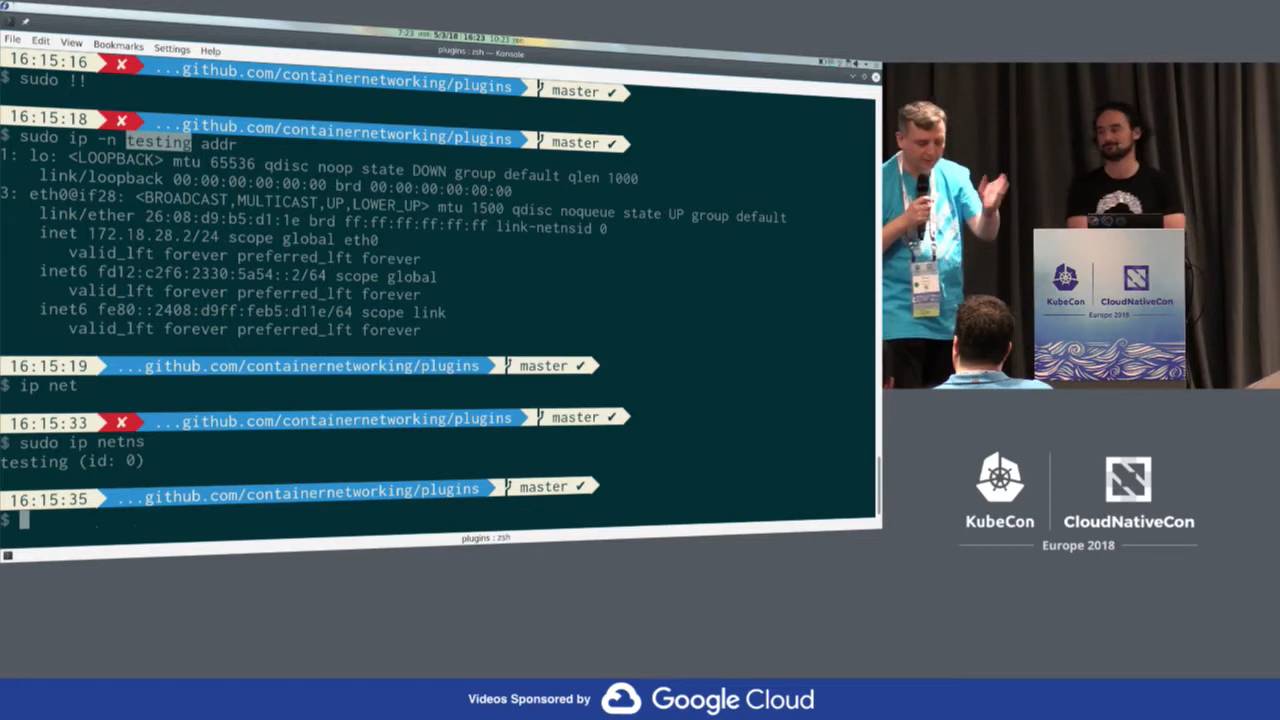 7:23 5/3/18 16:23 10:23
plugins : zsh — Konsole
File Edit View Bookmarks Settings Help
16:15:16 ✘ ...github.com/containernetworking/plugins master ✔
$ sudo !!
16:15:18 ✘ ...github.com/containernetworking/plugins master ✔
$ sudo ip -n testing addr
1: lo: <LOOPBACK> mtu 65536 qdisc noop state DOWN group default qlen 1000
link/loopback 00:00:00:00:00:00 brd 00:00:00:00:00:00
3: eth0@if28: <BROADCAST,MULTICAST,UP,LOWER_UP> mtu 1500 qdisc noqueue state UP group default
link/ether 26:08:d9:b5:d1:1e brd ff:ff:ff:ff:ff:ff link-netnsid 0
inet 172.18.28.2/24 scope global eth0
valid_lft forever preferred_lft forever
inet6 fd12:c2f6:2330:5a54::2/64 scope global
valid_lft forever preferred_lft forever
inet6 fe80::2408:d9ff:feb5:d11e/64 scope link
valid_lft forever preferred_lft forever
16:15:19 ...github.com/containernetworking/plugins master ✔
$ ip net
16:15:33 ✘ ...github.com/containernetworking/plugins master ✔
$ sudo ip netns
testing (id: 0)
16:15:35 ...github.com/containernetworking/plugins master ✔
$
plugins : zsh
KubeCon CloudNativeCon
Europe 2018
KubeCon CloudNativeCon
Europe 2018
Videos Sponsored by Google Cloud